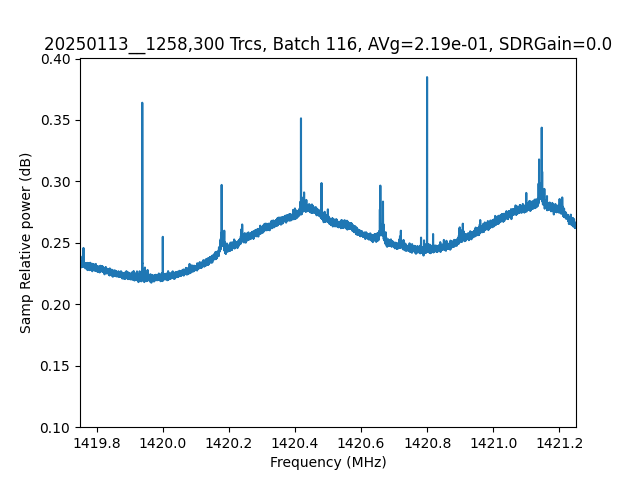 20250113__1258,300 Trcs, Batch 116, AVg=2.19e-01, SDRGain=0.0
0.40
0.35
0.30
0.25
0.20
0.15
0.10
Samp Relative power (dB)
1419.8 1420.0 1420.2 1420.4 1420.6 1420.8 1421.0 1421.2
Frequency (MHz)